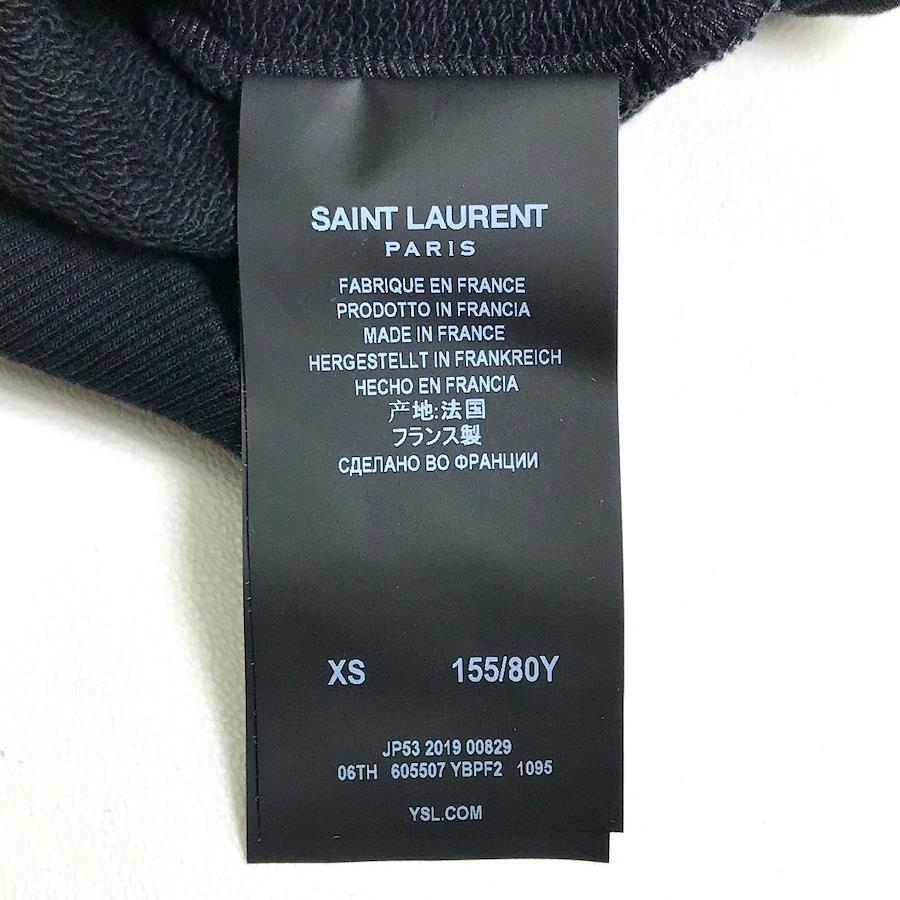 SAINT LAURENT
PARIS
FABRIQUE EN FRANCE
PRODOTTO IN FRANCIA
MADE IN FRANCE
HERGESTELLT IN FRANKREICH
HECHO EN FRANCIA
产地:法国
フランス製
СДЕЛАНО ВО ФРАНЦИИ
XS 155/80Y
JP53 2019 00829
06TH 605507 YBPF2 1095
YSL.COM